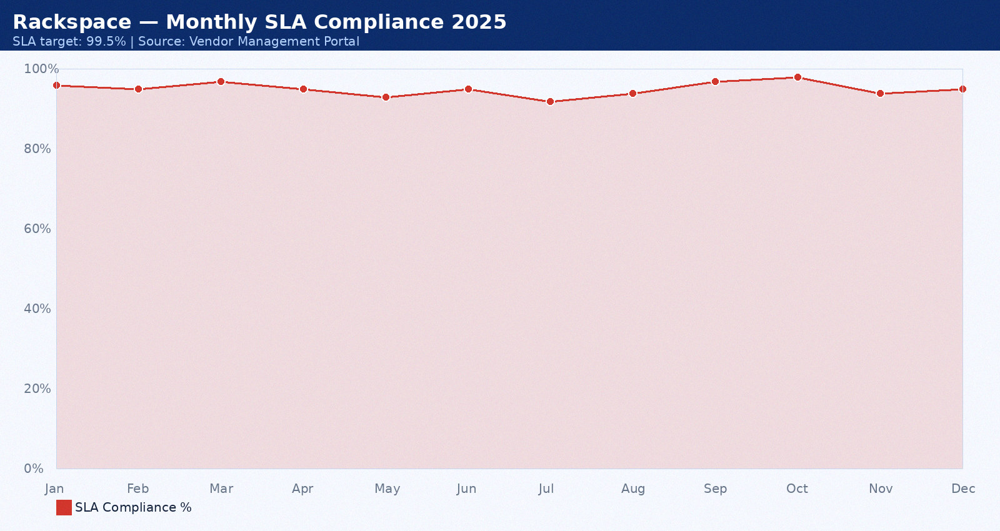 Rackspace — Monthly SLA Compliance 2025
SLA target: 99.5% | Source: Vendor Management Portal
100%
80%
60%
40%
20%
0%
Jan Feb Mar Apr May Jun Jul Aug Sep Oct Nov Dec
SLA Compliance %